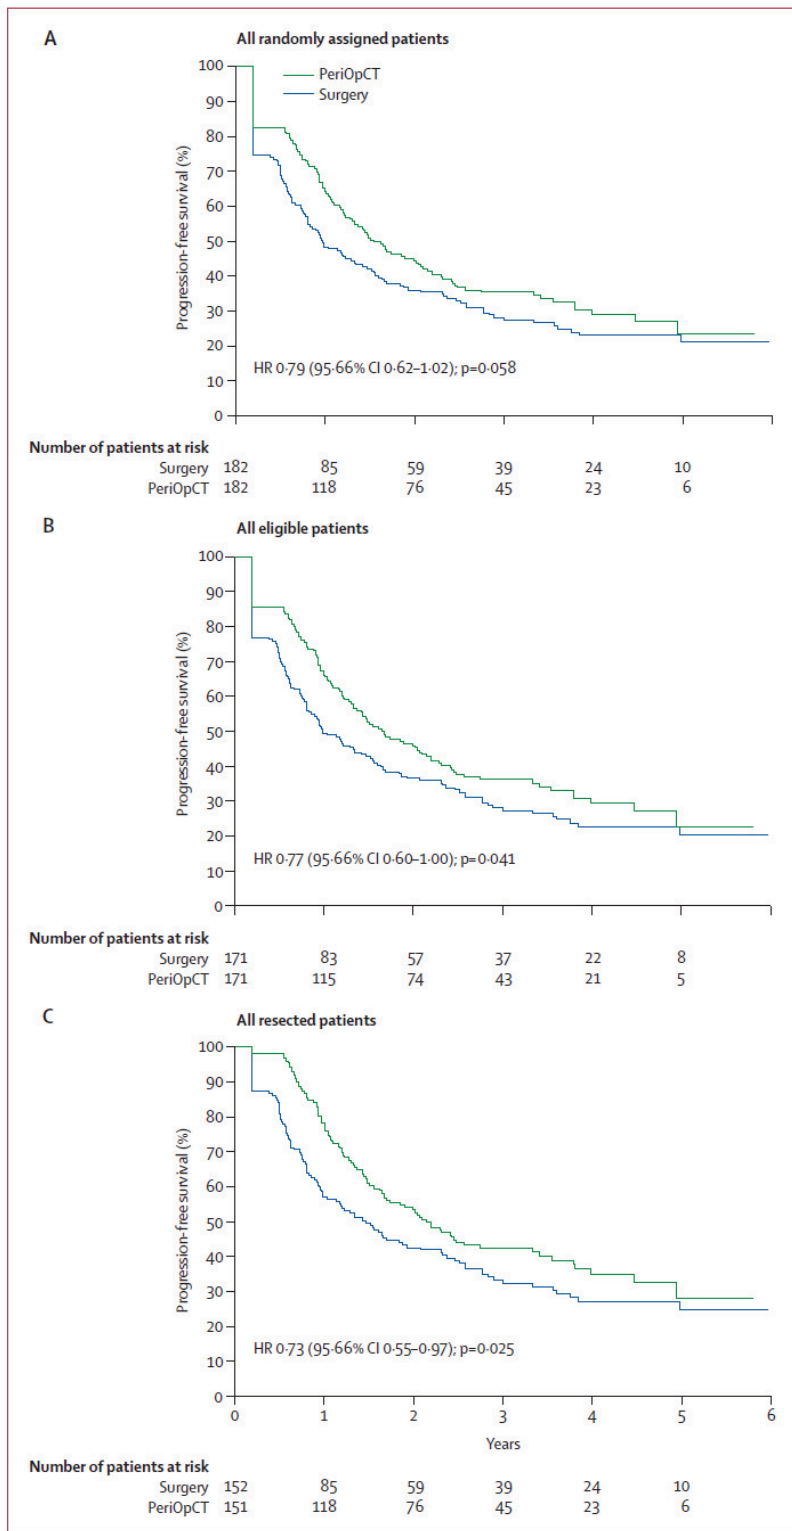 A
All randomly assigned patients
PeriOpCT
Surgery
100
90
80
70
60
50
40
30
20
10
0
Progression-free survival (%)
HR 0·79 (95·66% CI 0·62–1·02); p=0·058
Number of patients at risk
Surgery 182 85 59 39 24 10
PeriOpCT 182 118 76 45 23 6
B
All eligible patients
100
90
80
70
60
50
40
30
20
10
0
Progression-free survival (%)
HR 0·77 (95·66% CI 0·60–1·00); p=0·041
Number of patients at risk
Surgery 171 83 57 37 22 8
PeriOpCT 171 115 74 43 21 5
C
All resected patients
100
90
80
70
60
50
40
30
20
10
0
Progression-free survival (%)
HR 0·73 (95·66% CI 0·55–0·97); p=0·025
0 1 2 3 4 5 6
Years
Number of patients at risk
Surgery 152 85 59 39 24 10
PeriOpCT 151 118 76 45 23 6